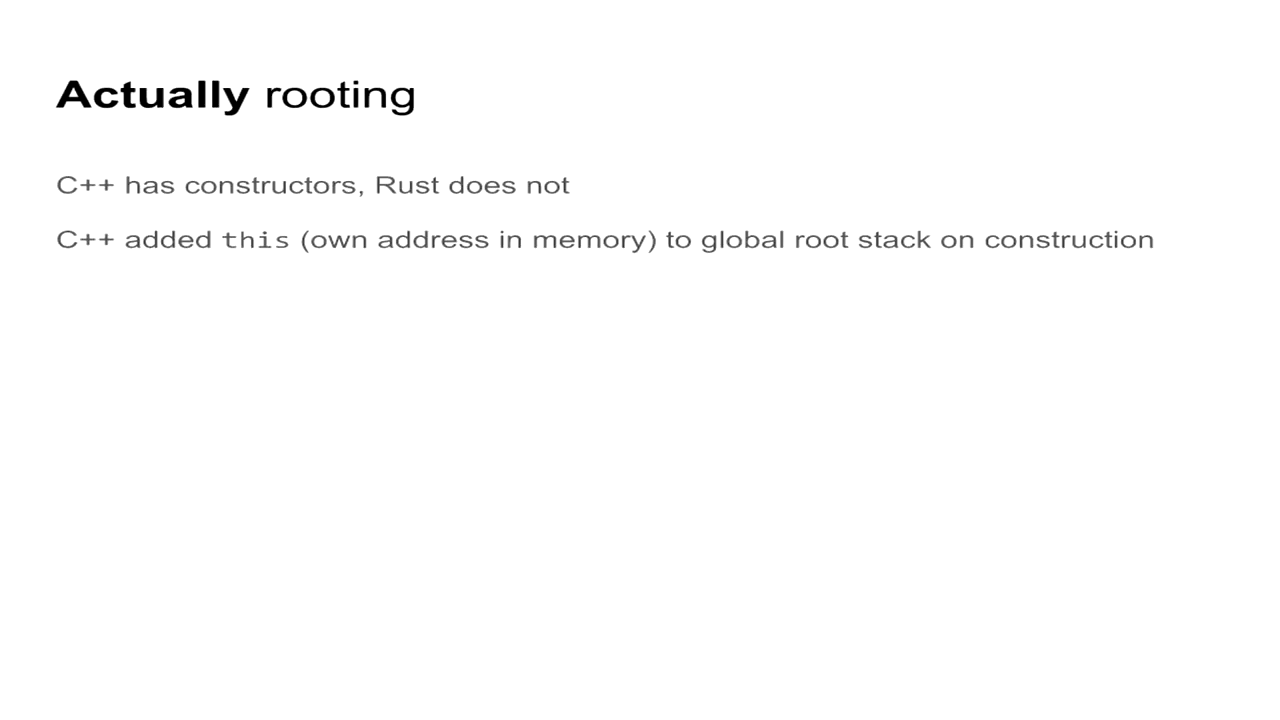 Actually rooting
C++ has constructors, Rust does not
C++ added this (own address in memory) to global root stack on construction